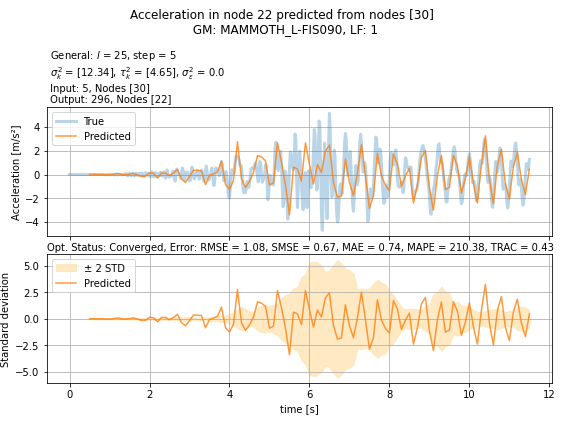 Acceleration in node 22 predicted from nodes [30]
GM: MAMMOTH_L-FIS090, LF: 1
General: l = 25, step = 5
σ²ₖ = [12.34], τ²ₖ = [4.65], σ²ε = 0.0
Input: 5, Nodes [30]
Output: 296, Nodes [22]
True
Predicted
Acceleration [m/s²]
4
2
0
−2
−4
Opt. Status: Converged, Error: RMSE = 1.08, SMSE = 0.67, MAE = 0.74, MAPE = 210.38, TRAC = 0.43
± 2 STD
Predicted
Standard deviation
5.0
2.5
0.0
−2.5
−5.0
0 2 4 6 8 10 12
time [s]